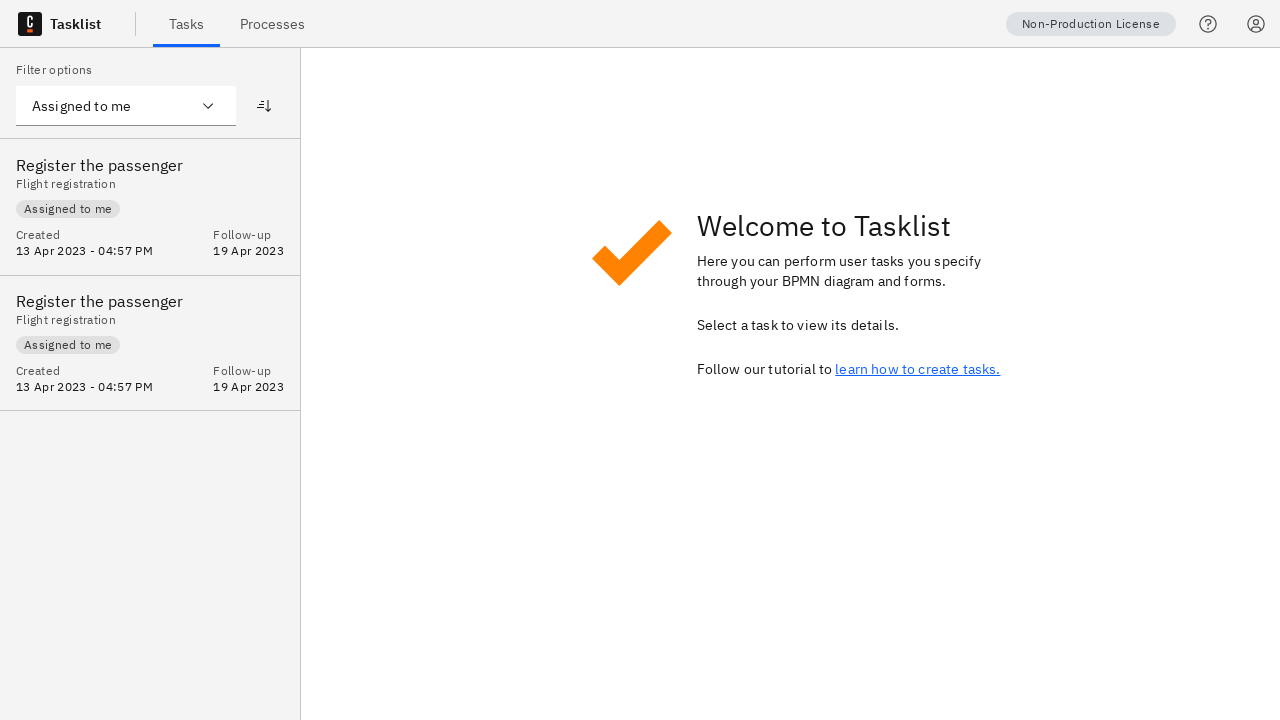 Tasklist
Tasks
Processes
Non-Production License
Filter options
Assigned to me
Register the passenger
Flight registration
Assigned to me
Created
Follow-up
13 Apr 2023 - 04:57 PM
19 Apr 2023
Register the passenger
Flight registration
Assigned to me
Created
Follow-up
13 Apr 2023 - 04:57 PM
19 Apr 2023
Welcome to Tasklist
Here you can perform user tasks you specify
through your BPMN diagram and forms.
Select a task to view its details.
Follow our tutorial to learn how to create tasks.